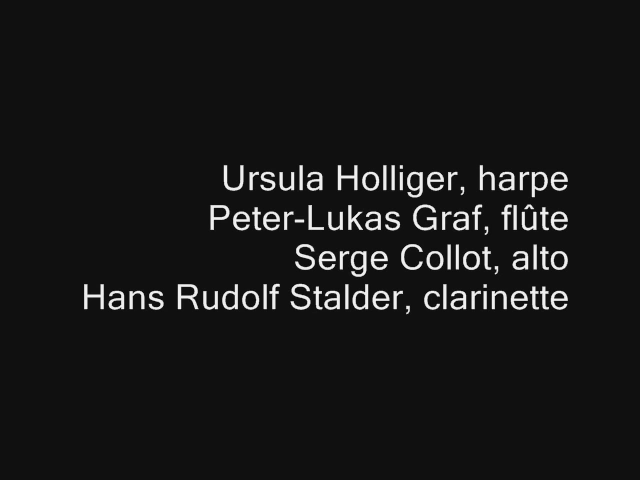 Ursula Holliger, harpe
Peter-Lukas Graf, flûte
Serge Collot, alto
Hans Rudolf Stalder, clarinette